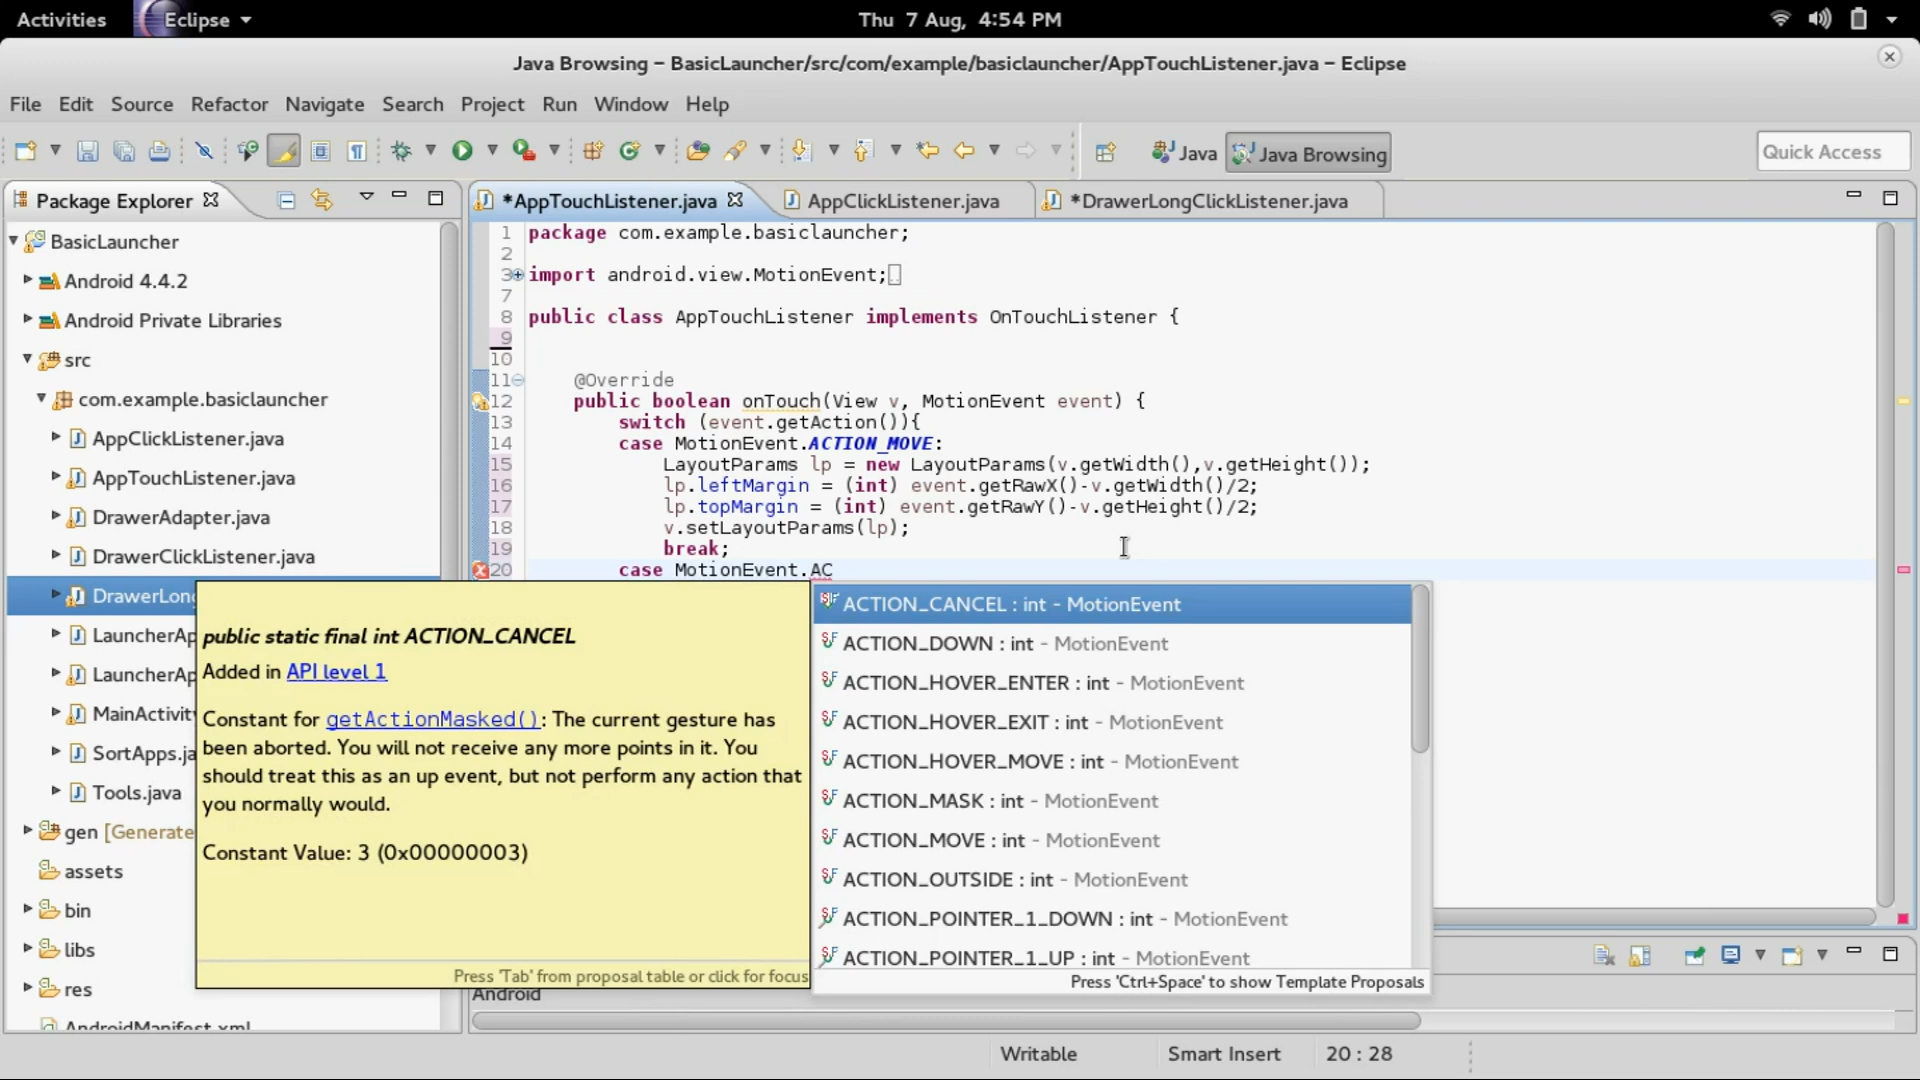 Activities Eclipse Thu 7 Aug, 4:54 PM
Java Browsing – BasicLauncher/src/com/example/basiclauncher/AppTouchListener.java – Eclipse
File Edit Source Refactor Navigate Search Project Run Window Help
Java Java Browsing Quick Access
Package Explorer
*AppTouchListener.java AppClickListener.java *DrawerLongClickListener.java
BasicLauncher
Android 4.4.2
Android Private Libraries
src
com.example.basiclauncher
AppClickListener.java
AppTouchListener.java
DrawerAdapter.java
DrawerClickListener.java
DrawerLong
LauncherAp
LauncherAp
MainActivity
SortApps.ja
Tools.java
gen [Generate
assets
bin
libs
res
AndroidManifest.xml
1 package com.example.basiclauncher;
2
3 import android.view.MotionEvent;
7
8 public class AppTouchListener implements OnTouchListener {
9
10
11 @Override
12 public boolean onTouch(View v, MotionEvent event) {
13 switch (event.getAction()){
14 case MotionEvent.ACTION_MOVE:
15 LayoutParams lp = new LayoutParams(v.getWidth(),v.getHeight());
16 lp.leftMargin = (int) event.getRawX()-v.getWidth()/2;
17 lp.topMargin = (int) event.getRawY()-v.getHeight()/2;
18 v.setLayoutParams(lp);
19 break;
20 case MotionEvent.AC
public static final int ACTION_CANCEL
Added in API level 1
Constant for getActionMasked(): The current gesture has
been aborted. You will not receive any more points in it. You
should treat this as an up event, but not perform any action that
you normally would.
Constant Value: 3 (0x00000003)
Press 'Tab' from proposal table or click for focus
ACTION_CANCEL : int - MotionEvent
ACTION_DOWN : int - MotionEvent
ACTION_HOVER_ENTER : int - MotionEvent
ACTION_HOVER_EXIT : int - MotionEvent
ACTION_HOVER_MOVE : int - MotionEvent
ACTION_MASK : int - MotionEvent
ACTION_MOVE : int - MotionEvent
ACTION_OUTSIDE : int - MotionEvent
ACTION_POINTER_1_DOWN : int - MotionEvent
ACTION_POINTER_1_UP : int - MotionEvent
Press 'Ctrl+Space' to show Template Proposals
Android
Writable Smart Insert 20 : 28